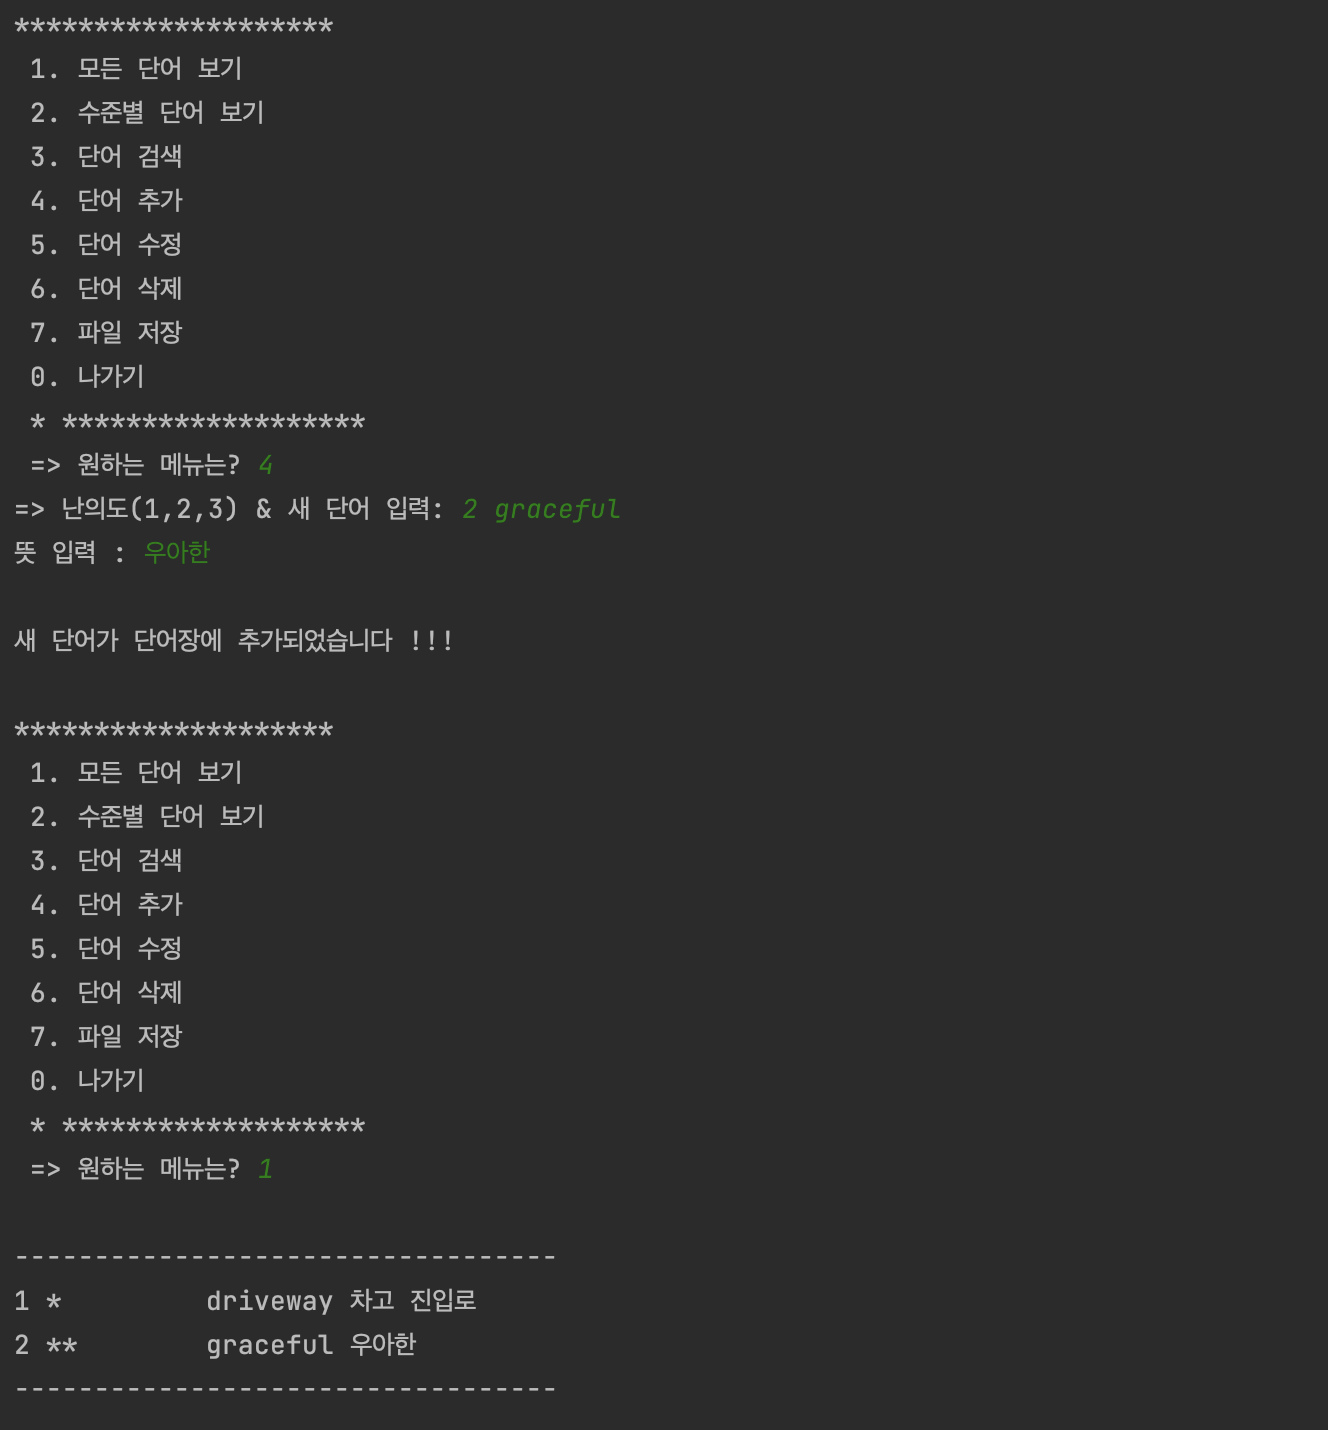 ********************
1. 모든 단어 보기
2. 수준별 단어 보기
3. 단어 검색
4. 단어 추가
5. 단어 수정
6. 단어 삭제
7. 파일 저장
0. 나가기
* *******************
=> 원하는 메뉴는? 4
=> 난의도(1,2,3) & 새 단어 입력: 2 graceful
뜻 입력 : 우아한
새 단어가 단어장에 추가되었습니다 !!!
********************
1. 모든 단어 보기
2. 수준별 단어 보기
3. 단어 검색
4. 단어 추가
5. 단어 수정
6. 단어 삭제
7. 파일 저장
0. 나가기
* *******************
=> 원하는 메뉴는? 1
----------------------------------
1 * driveway 차고 진입로
2 ** graceful 우아한
----------------------------------